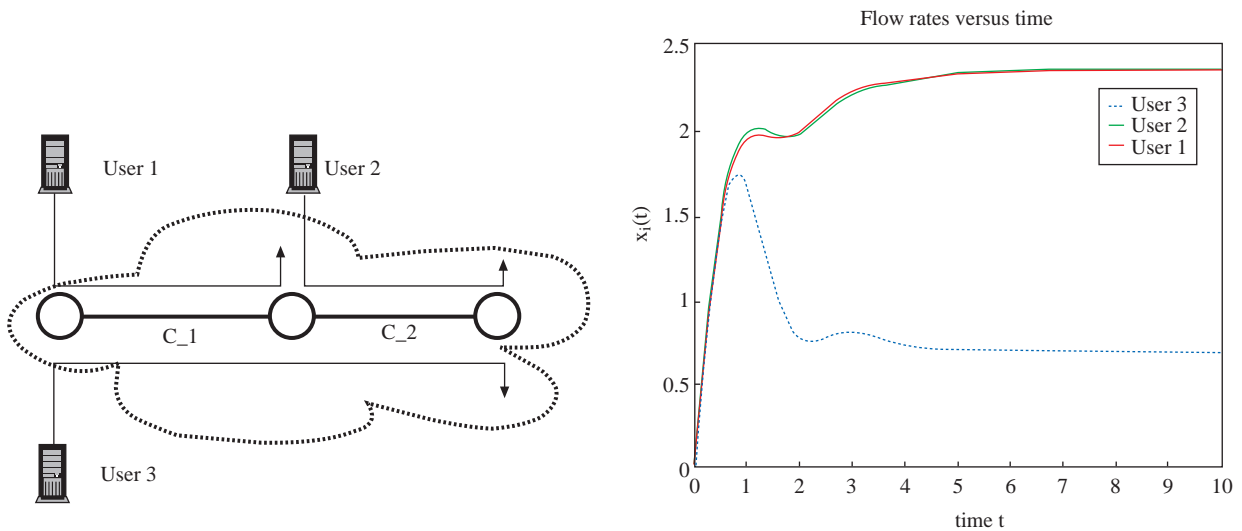 User 1
User 2
C_1
C_2
User 3
Flow rates versus time
x_i(t)
2.5
2
1.5
1
0.5
0
0 1 2 3 4 5 6 7 8 9 10
time t
User 3
User 2
User 1